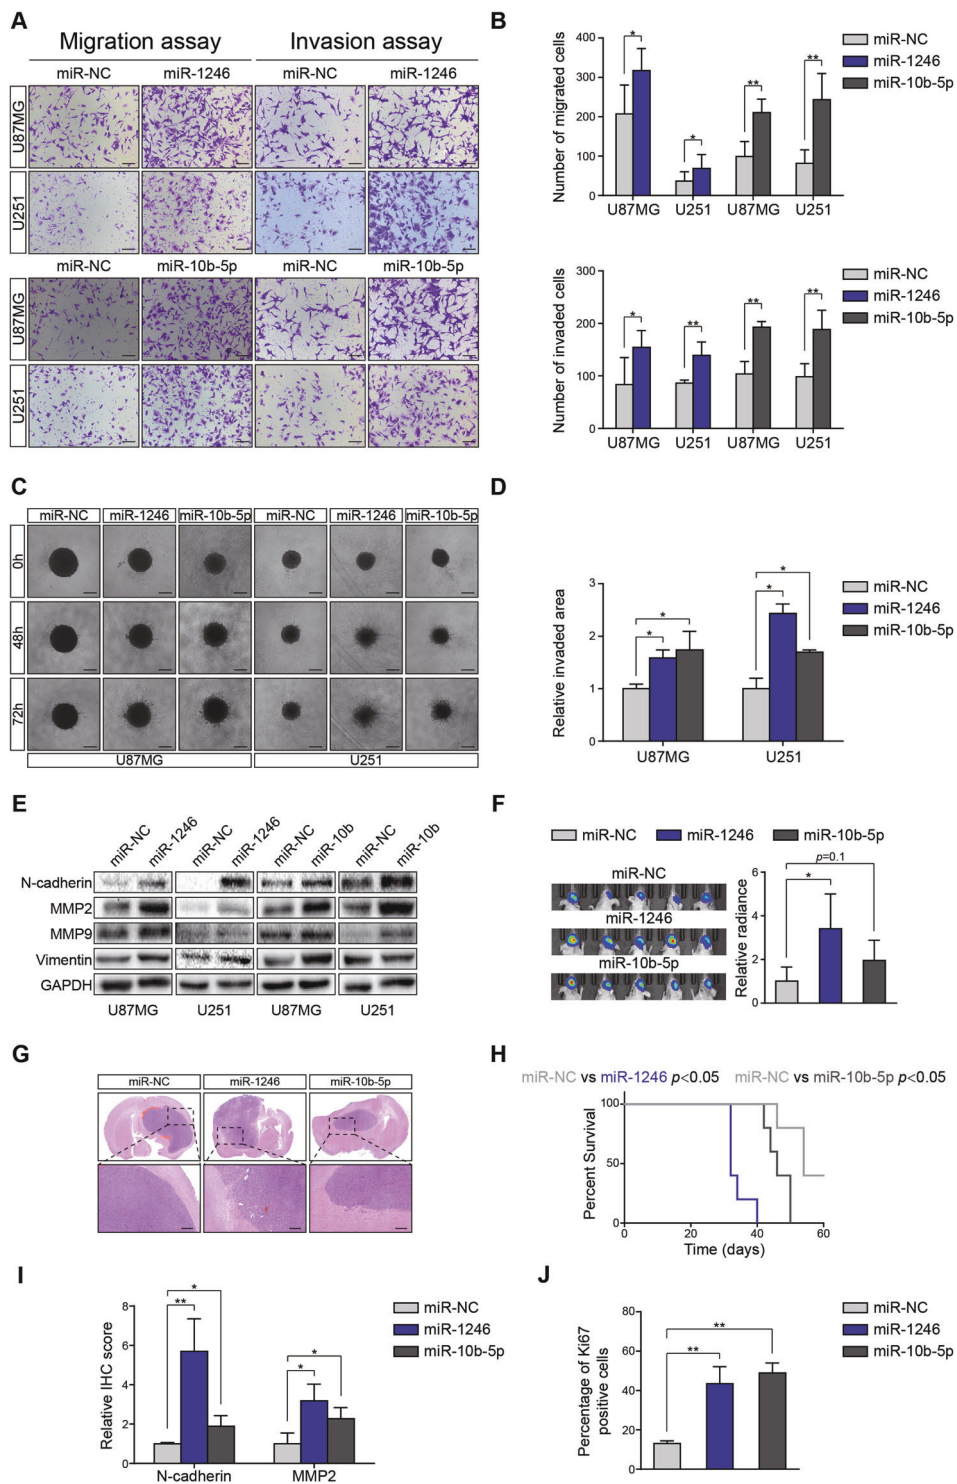 A
Migration assay
Invasion assay
miR-NC
miR-1246
miR-NC
miR-1246
U87MG
U251
miR-NC
miR-10b-5p
miR-NC
miR-10b-5p
U87MG
U251
B
400
300
200
100
0
Number of migrated cells
*
*
**
**
U87MG
U251
U87MG
U251
miR-NC
miR-1246
miR-10b-5p
300
200
100
0
Number of invaded cells
*
**
**
**
U87MG
U251
U87MG
U251
miR-NC
miR-1246
miR-10b-5p
C
miR-NC
miR-1246
miR-10b-5p
miR-NC
miR-1246
miR-10b-5p
0h
48h
72h
U87MG
U251
D
3
2
1
0
Relative invaded area
*
*
*
*
U87MG
U251
miR-NC
miR-1246
miR-10b-5p
E
miR-NC
miR-1246
miR-NC
miR-1246
miR-NC
miR-10b
miR-NC
miR-10b
N-cadherin
MMP2
MMP9
Vimentin
GAPDH
U87MG
U251
U87MG
U251
F
miR-NC
miR-1246
miR-10b-5p
miR-NC
miR-1246
miR-10b-5p
p=0.1
*
6
4
2
0
Relative radiance
G
miR-NC
miR-1246
miR-10b-5p
H
miR-NC vs miR-1246 p<0.05
miR-NC vs miR-10b-5p p<0.05
100
50
0
Percent Survival
0
20
40
60
Time (days)
I
8
6
4
2
0
Relative IHC score
*
**
*
*
N-cadherin
MMP2
miR-NC
miR-1246
miR-10b-5p
J
80
60
40
20
0
Percentage of Ki67
positive cells
**
**
miR-NC
miR-1246
miR-10b-5p